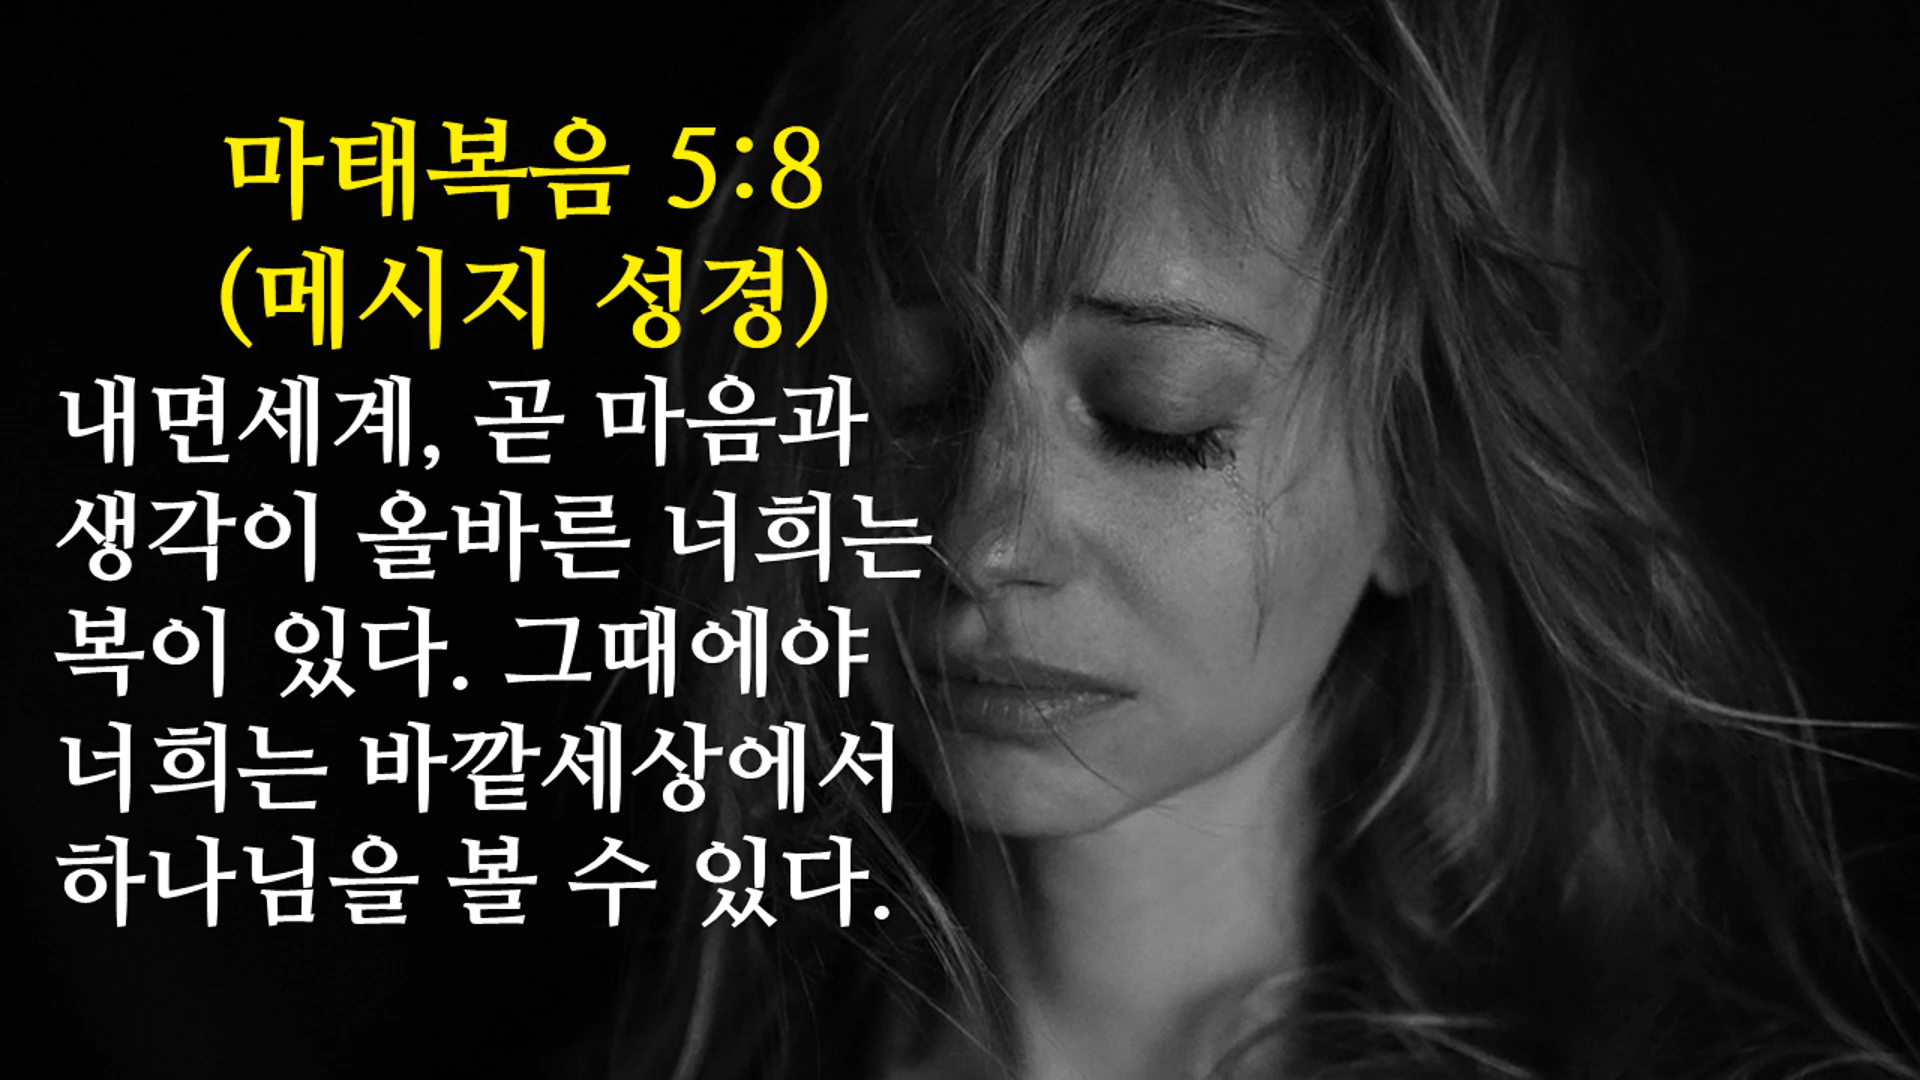 마태복음 5:8
(메시지 성경)
내면세계, 곧 마음과
생각이 올바른 너희는
복이 있다. 그때에야
너희는 바깥세상에서
하나님을 볼 수 있다.